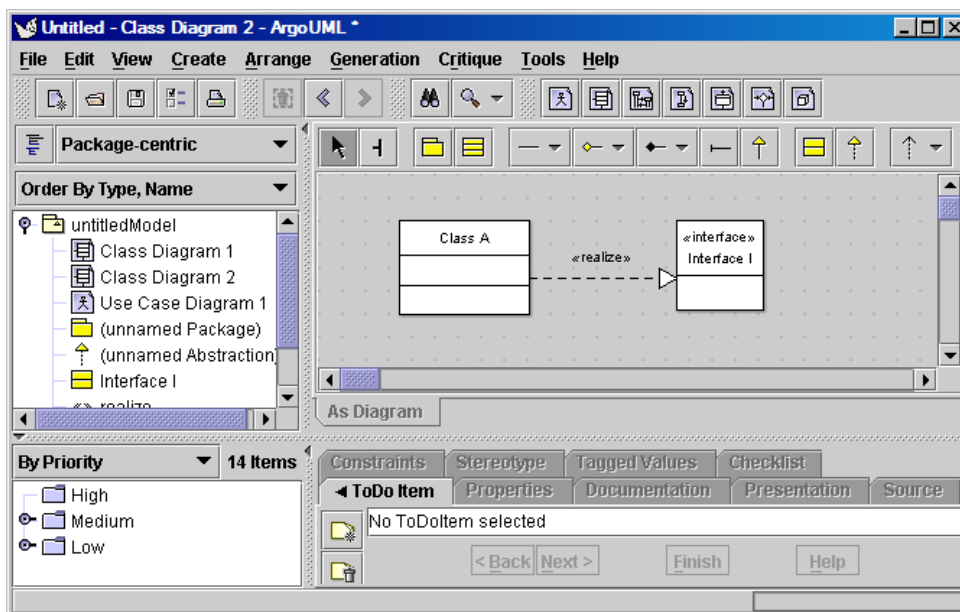 Untitled - Class Diagram 2 - ArgoUML *
File Edit View Create Arrange Generation Critique Tools Help
Package-centric
Order By Type, Name
untitledModel
Class Diagram 1
Class Diagram 2
Use Case Diagram 1
(unnamed Package)
(unnamed Abstraction)
Interface I
«» realize
Class A
«realize»
«interface»
Interface I
As Diagram
By Priority 14 Items
High
Medium
Low
Constraints Stereotype Tagged Values Checklist
ToDo Item Properties Documentation Presentation Source
No ToDoItem selected
< Back Next > Finish Help